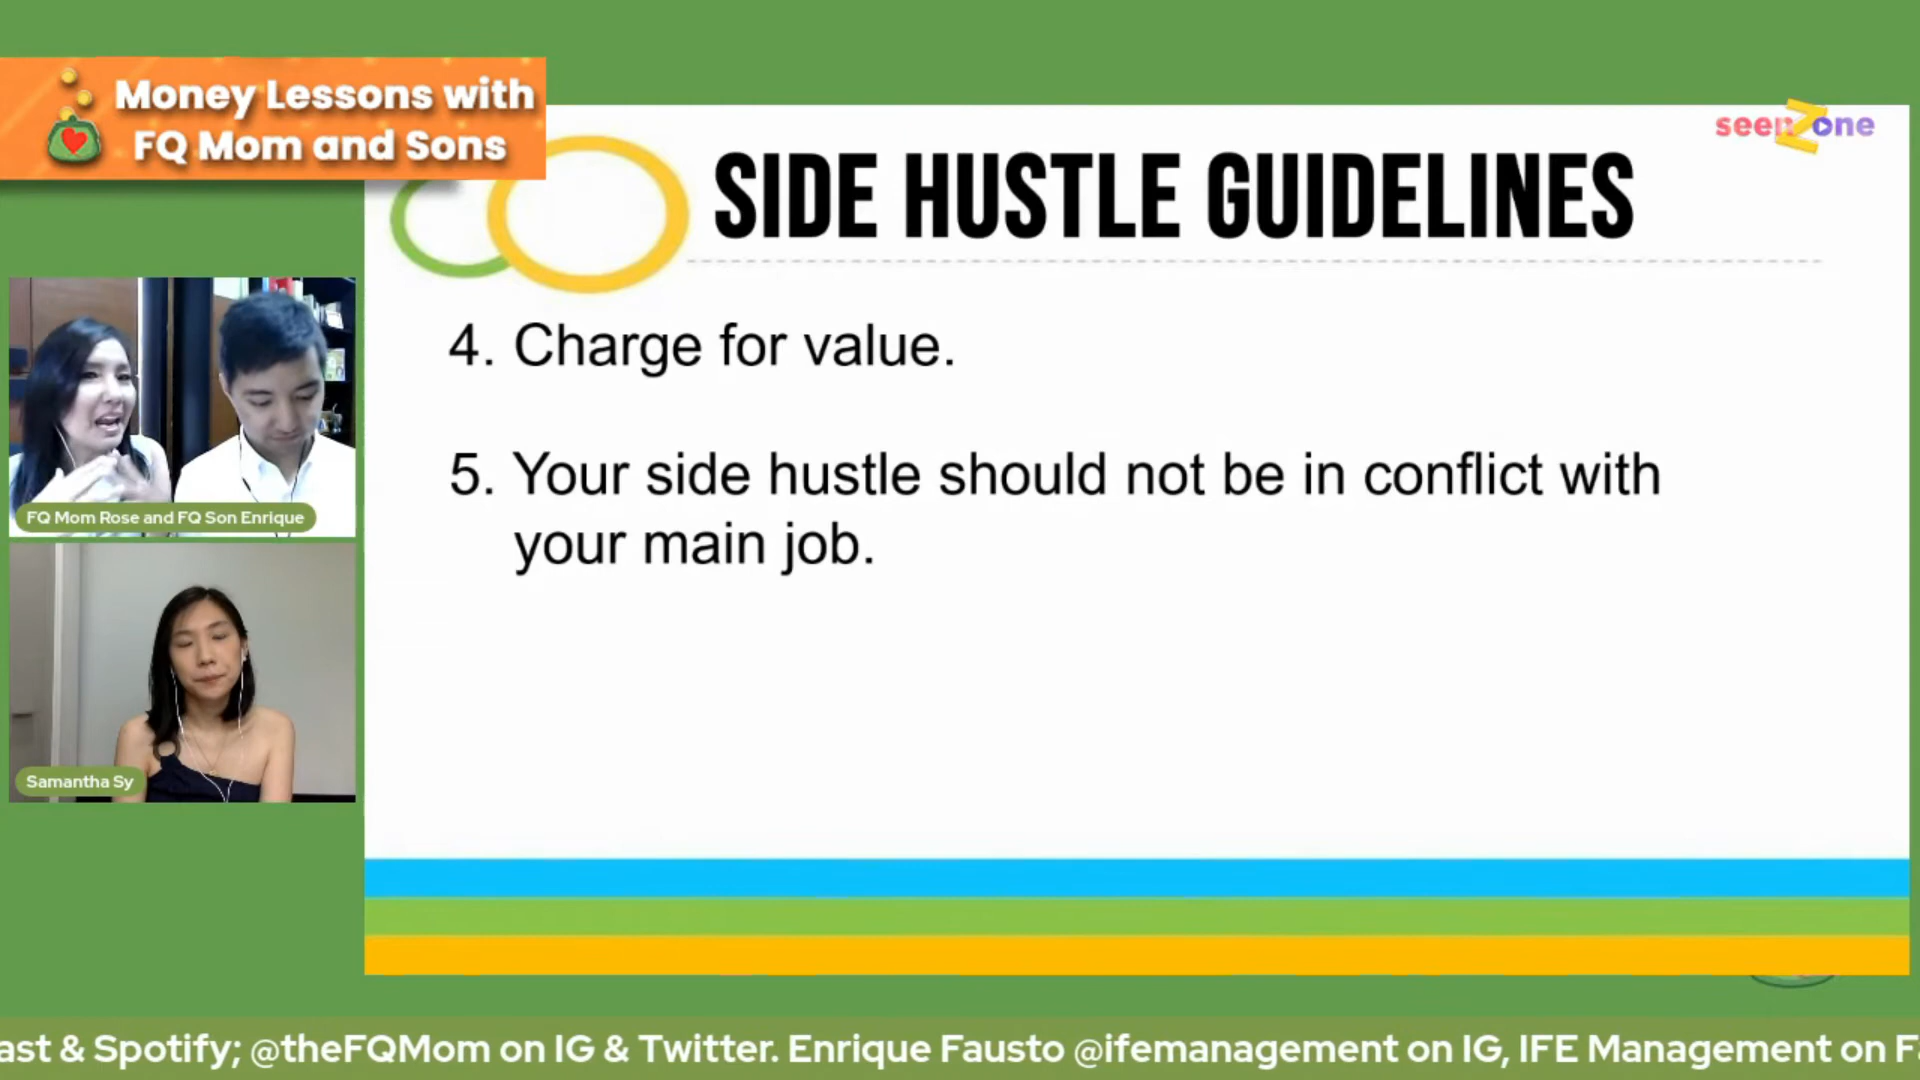 Money Lessons with
FQ Mom and Sons
seenZone
SIDE HUSTLE GUIDELINES
4. Charge for value.
5. Your side hustle should not be in conflict with
your main job.
FQ Mom Rose and FQ Son Enrique
Samantha Sy
ast & Spotify; @theFQMom on IG & Twitter. Enrique Fausto @ifemanagement on IG, IFE Management on F